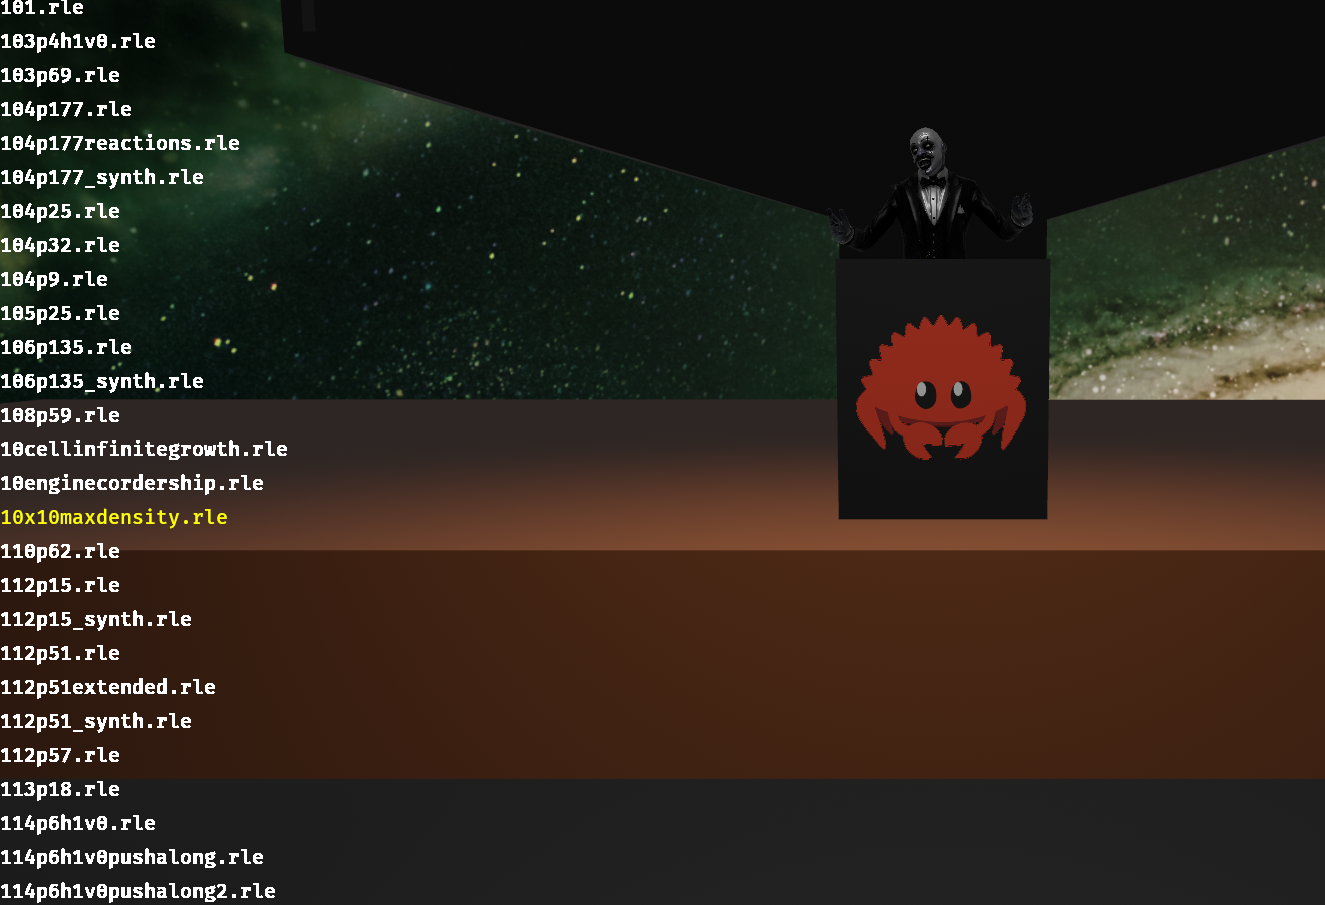 101.rle
103p4h1v0.rle
103p69.rle
104p177.rle
104p177reactions.rle
104p177_synth.rle
104p25.rle
104p32.rle
104p9.rle
105p25.rle
106p135.rle
106p135_synth.rle
108p59.rle
10cellinfinitegrowth.rle
10enginecordership.rle
10x10maxdensity.rle
110p62.rle
112p15.rle
112p15_synth.rle
112p51.rle
112p51extended.rle
112p51_synth.rle
112p57.rle
113p18.rle
114p6h1v0.rle
114p6h1v0pushalong.rle
114p6h1v0pushalong2.rle